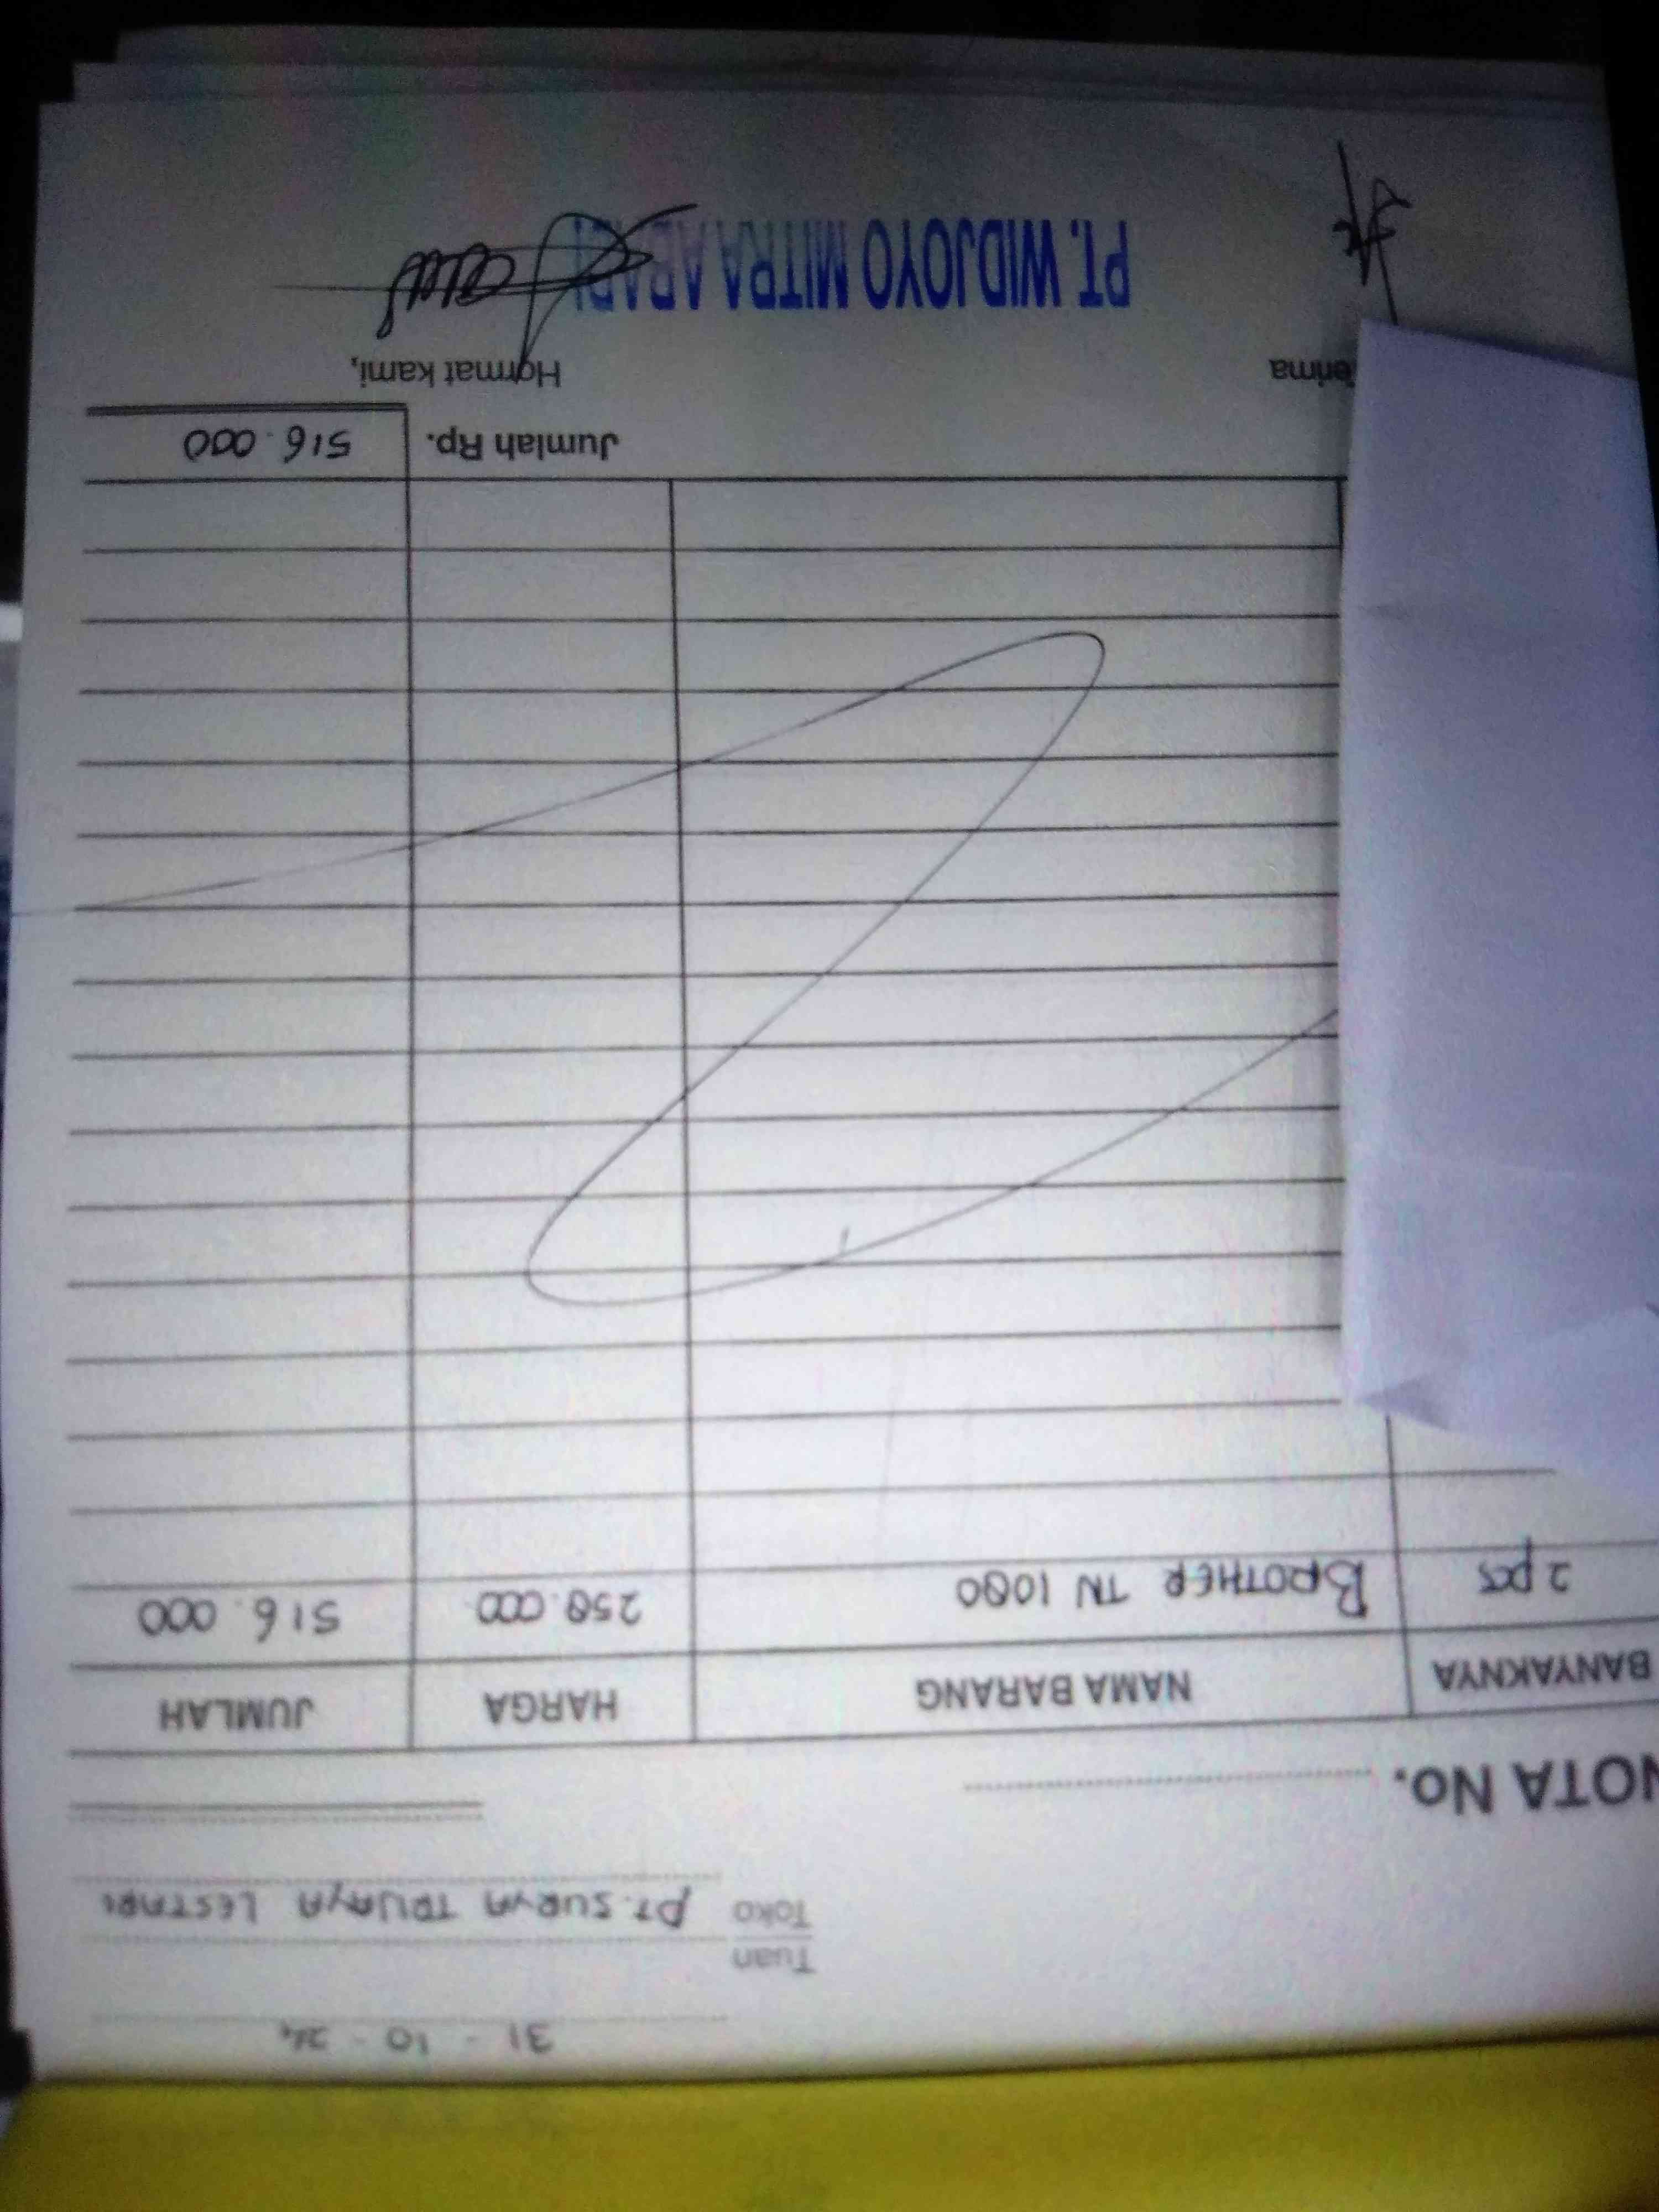 31 - 10 - 24
Tuan
Toko PT. SURYA TRIJAYA LESTARI
NOTA No.
BANYAKNYA NAMA BARANG HARGA JUMLAH
2 pcs BROTHER TN 1080 258.000 516.000
Jumlah Rp. 516.000
erima Hormat kami,
PT. WIDJOYO MITRA ABADI